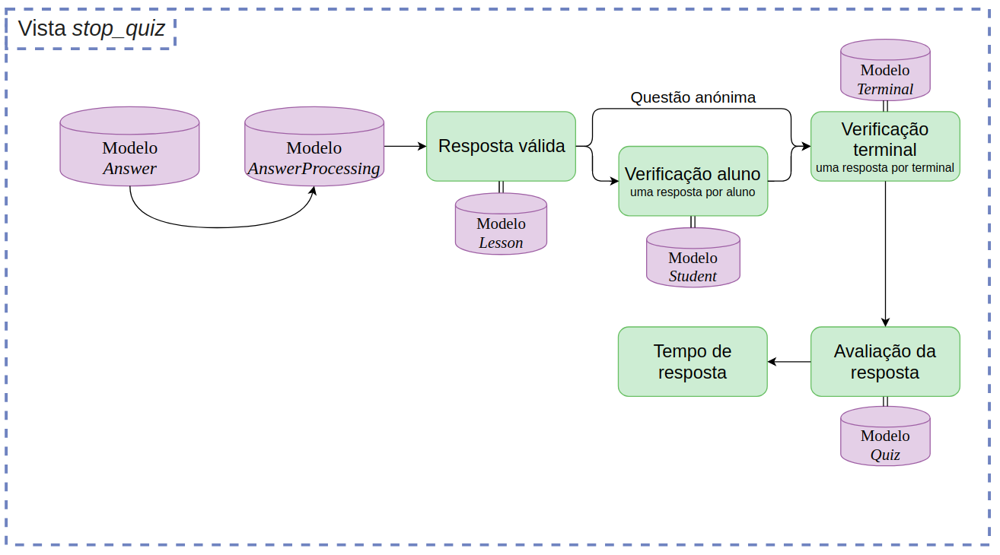 Vista stop_quiz
Modelo
Answer
Modelo
AnswerProcessing
Resposta válida
Modelo
Lesson
Questão anónima
Verificação aluno
uma resposta por aluno
Modelo
Student
Modelo
Terminal
Verificação
terminal
uma resposta por terminal
Avaliação da
resposta
Modelo
Quiz
Tempo de
resposta